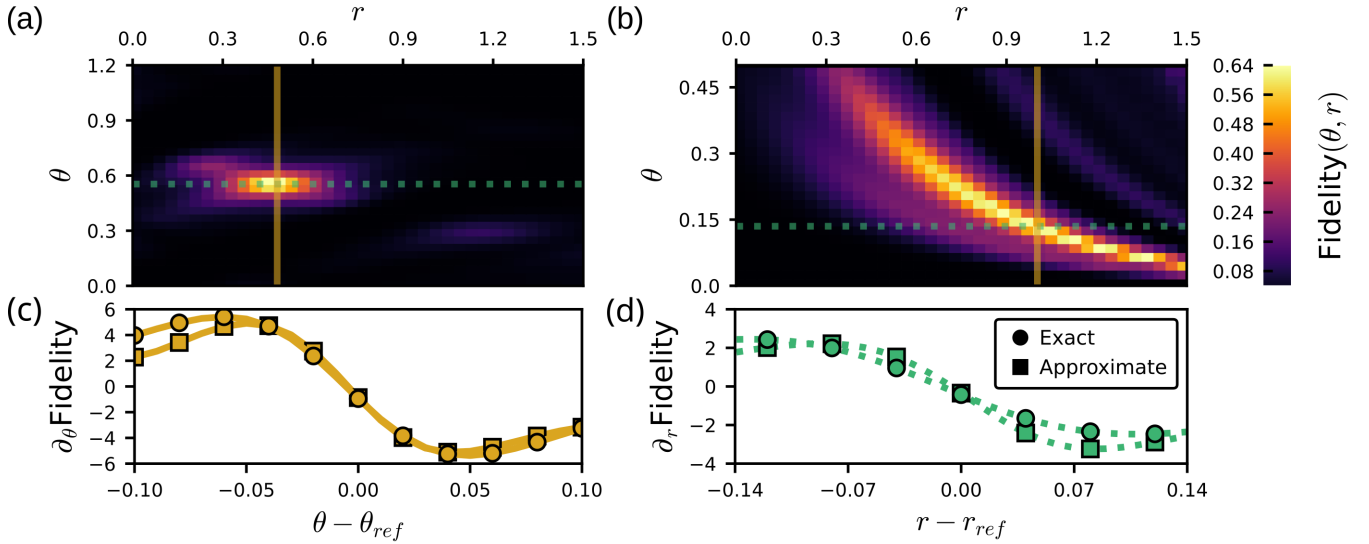 (a)
r
0.0 0.3 0.6 0.9 1.2 1.5
1.2
0.9
0.6
0.3
0.0
θ
(b)
r
0.0 0.3 0.6 0.9 1.2 1.5
0.45
0.3
0.15
0.0
θ
0.64
0.56
0.48
0.40
0.32
0.24
0.16
0.08
Fidelity(θ, r)
(c)
6
4
2
0
−2
−4
−6
∂θFidelity
−0.10 −0.05 0.00 0.05 0.10
θ − θref
(d)
4
2
0
−2
−4
∂rFidelity
Exact
Approximate
−0.14 −0.07 0.00 0.07 0.14
r − rref